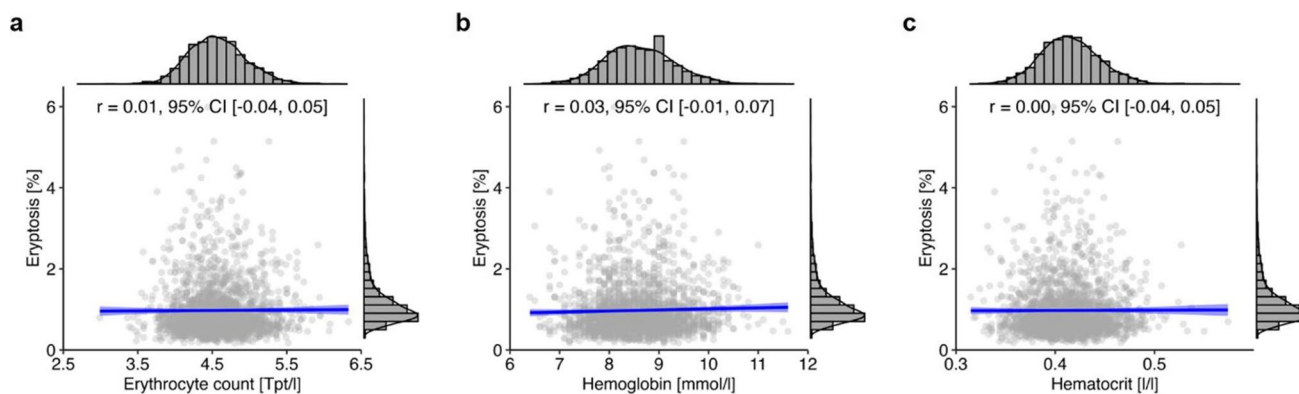 a
b
c
r = 0.01, 95% CI [-0.04, 0.05]
r = 0.03, 95% CI [-0.01, 0.07]
r = 0.00, 95% CI [-0.04, 0.05]
Eryptosis [%]
6
4
2
0
2.5 3.5 4.5 5.5 6.5
Erythrocyte count [Tpt/l]
Eryptosis [%]
6
4
2
0
6 7 8 9 10 11 12
Hemoglobin [mmol/l]
Eryptosis [%]
6
4
2
0
0.3 0.4 0.5
Hematocrit [l/l]